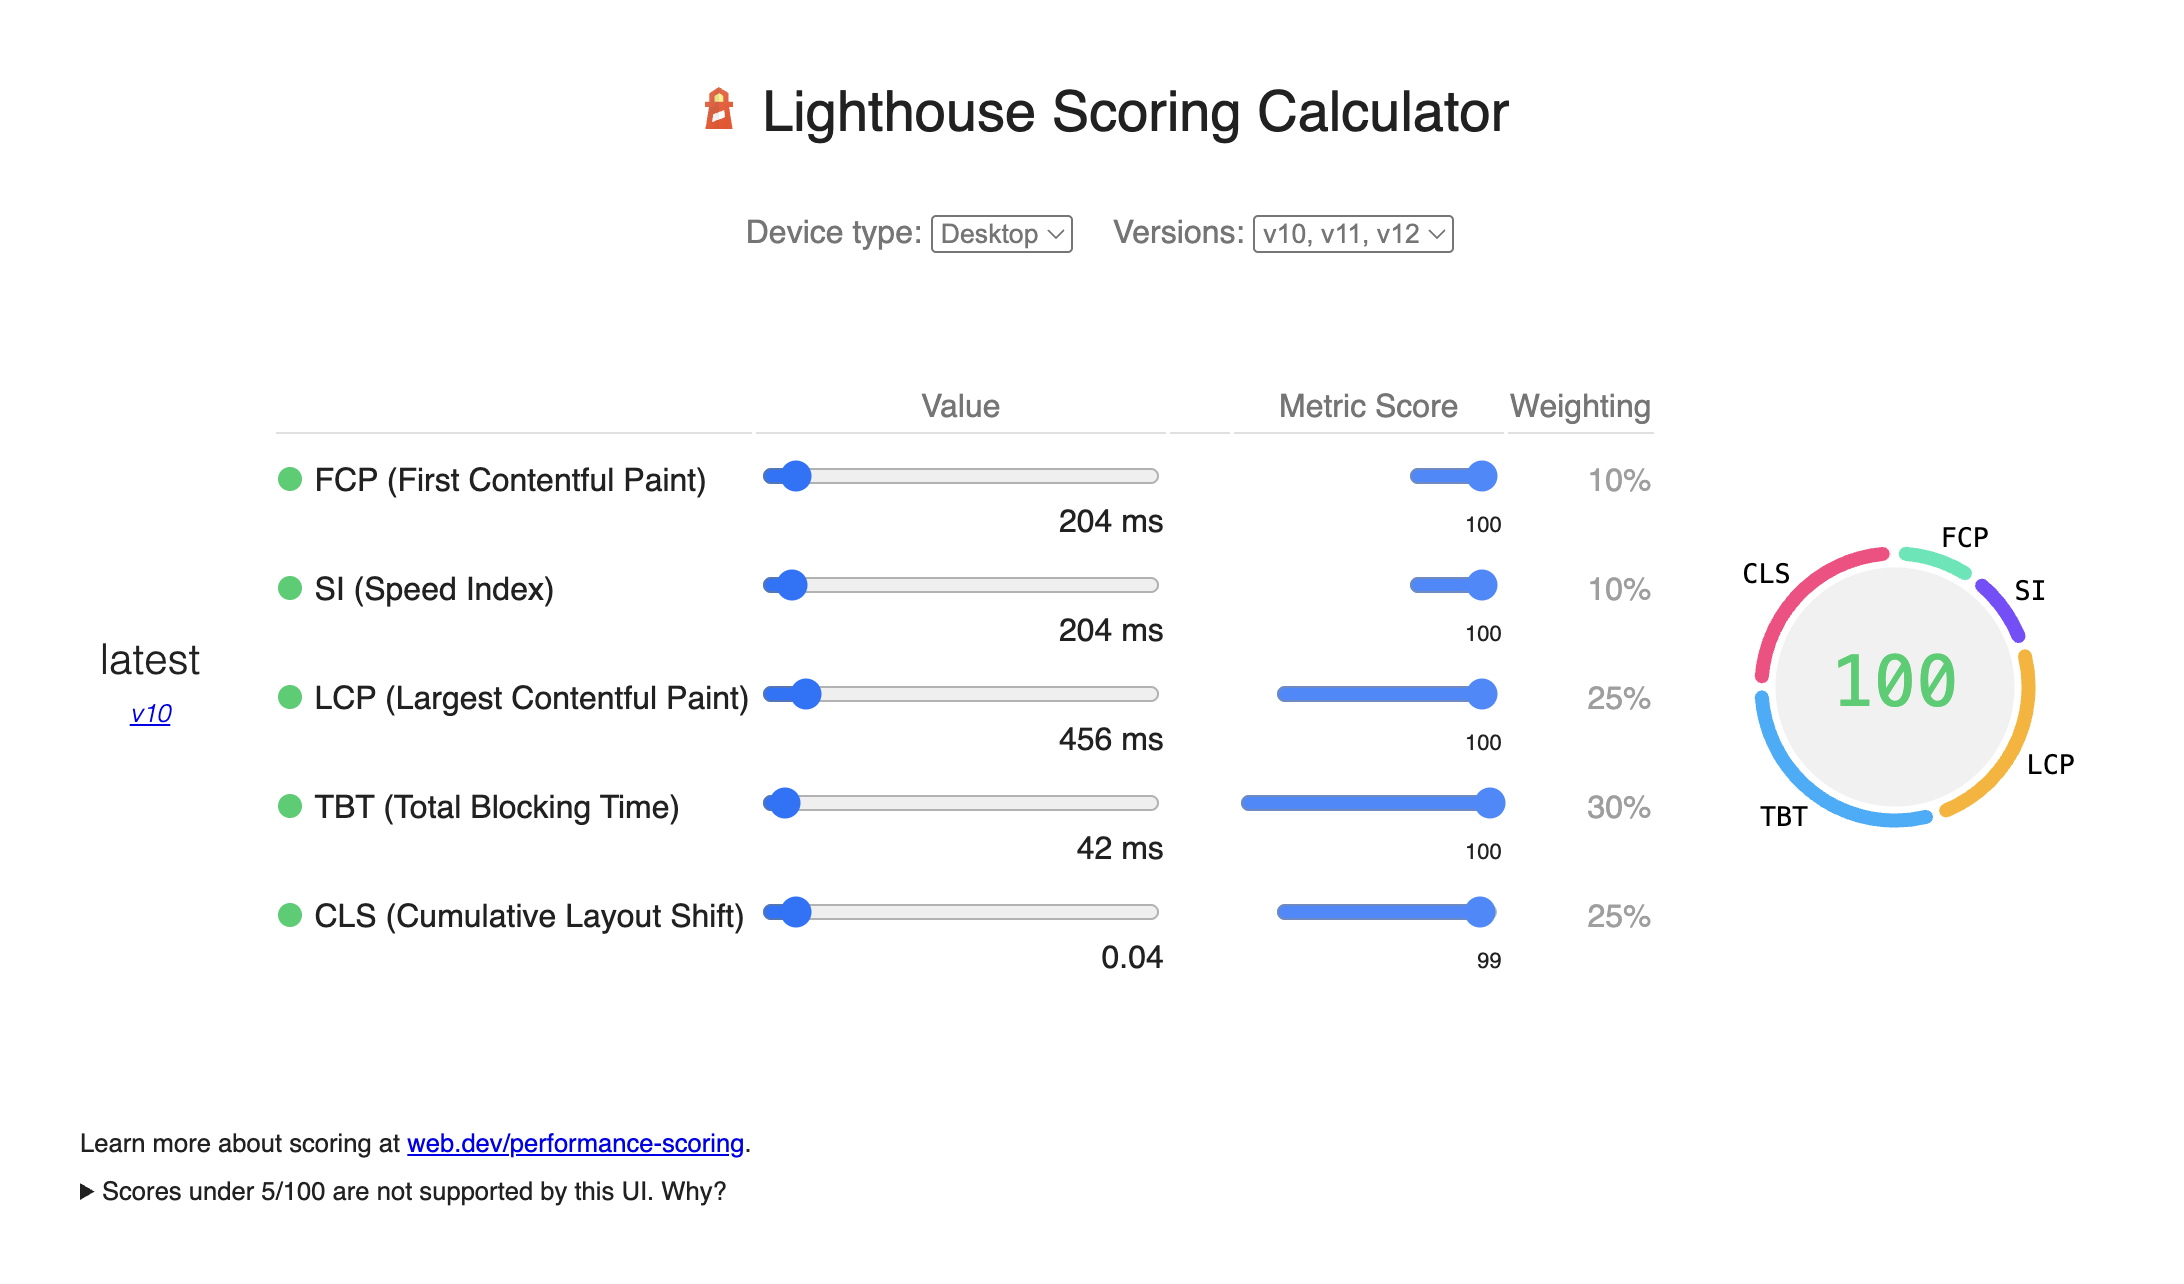 Lighthouse Scoring Calculator
Device type: Desktop Versions: v10, v11, v12
Value Metric Score Weighting
FCP (First Contentful Paint) 10%
204 ms 100
SI (Speed Index) 10%
204 ms 100
latest
v10
LCP (Largest Contentful Paint) 25%
456 ms 100
TBT (Total Blocking Time) 30%
42 ms 100
CLS (Cumulative Layout Shift) 25%
0.04 99
FCP
SI
LCP
TBT
CLS
100
Learn more about scoring at web.dev/performance-scoring.
Scores under 5/100 are not supported by this UI. Why?